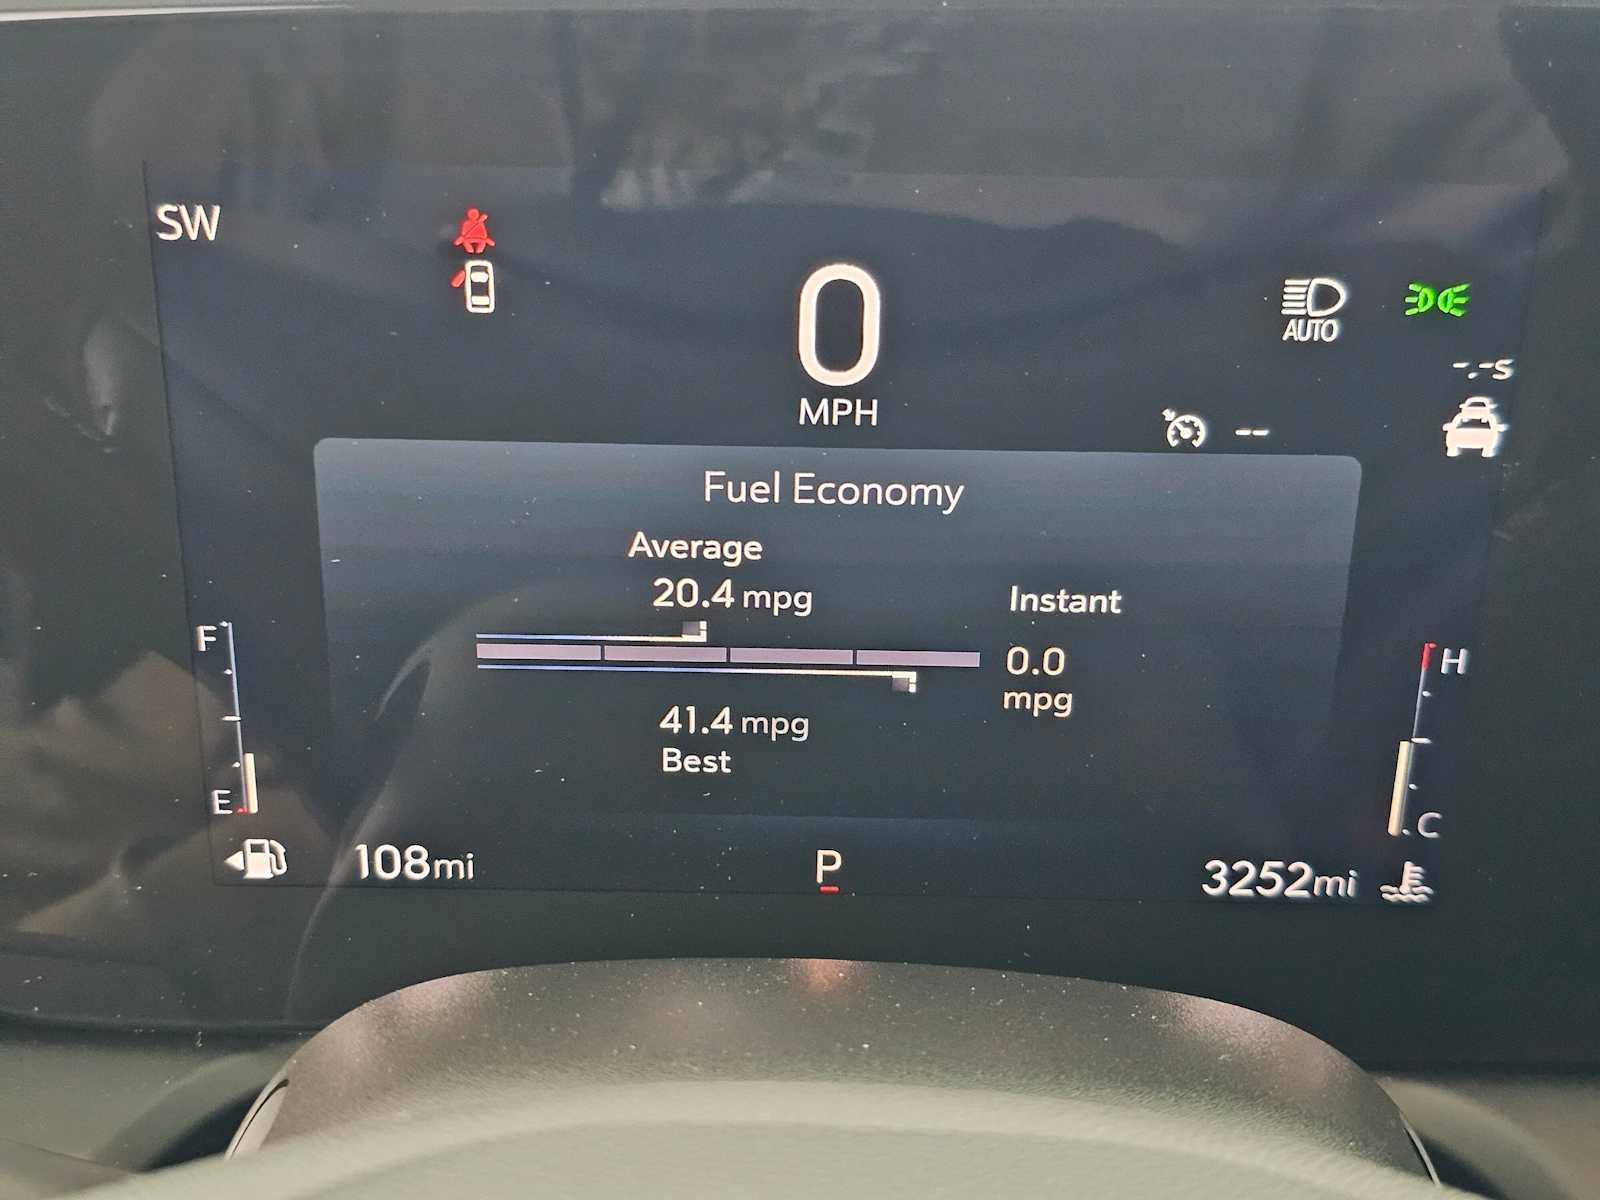 SW
0
MPH
AUTO
-.-s
--
Fuel Economy
Average
20.4 mpg
Instant
0.0
mpg
41.4 mpg
Best
F
E
H
C
108mi
P
3252mi